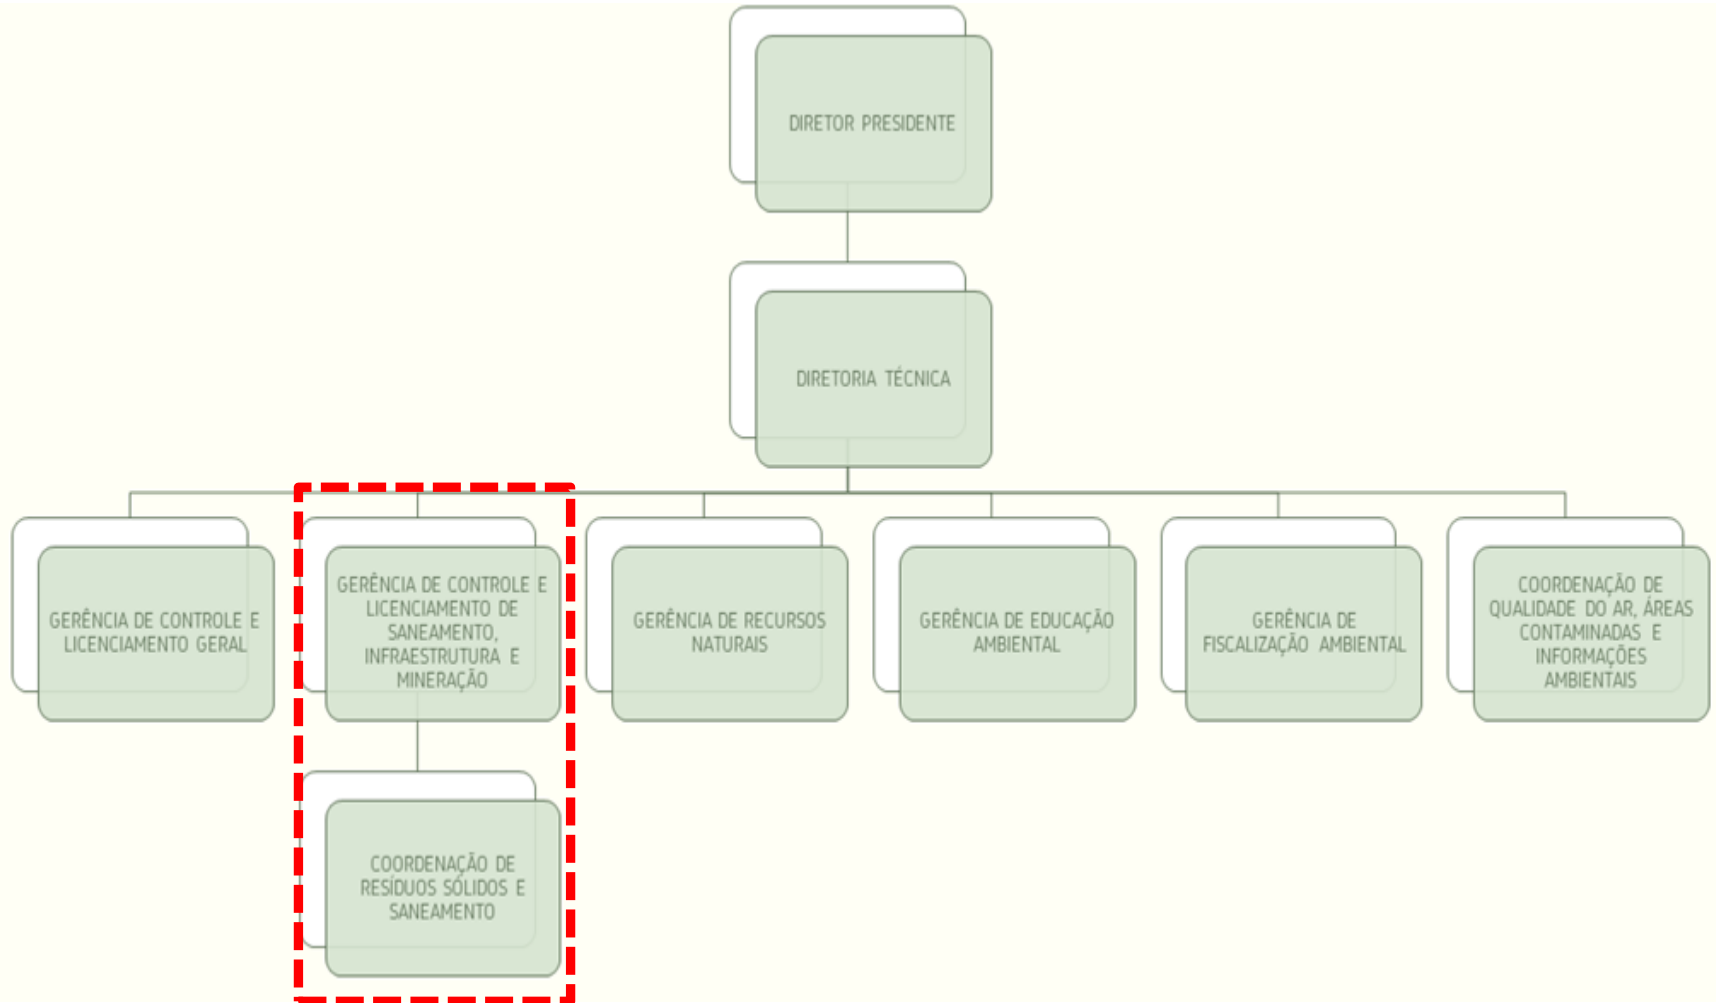 DIRETOR PRESIDENTE
DIRETORIA TÉCNICA
GERÊNCIA DE CONTROLE E
LICENCIAMENTO GERAL
GERÊNCIA DE CONTROLE E
LICENCIAMENTO DE
SANEAMENTO,
INFRAESTRUTURA E
MINERAÇÃO
GERÊNCIA DE RECURSOS
NATURAIS
GERÊNCIA DE EDUCAÇÃO
AMBIENTAL
GERÊNCIA DE
FISCALIZAÇÃO AMBIENTAL
COORDENAÇÃO DE
QUALIDADE DO AR, ÁREAS
CONTAMINADAS E
INFORMAÇÕES
AMBIENTAIS
COORDENAÇÃO DE
RESÍDUOS SÓLIDOS E
SANEAMENTO